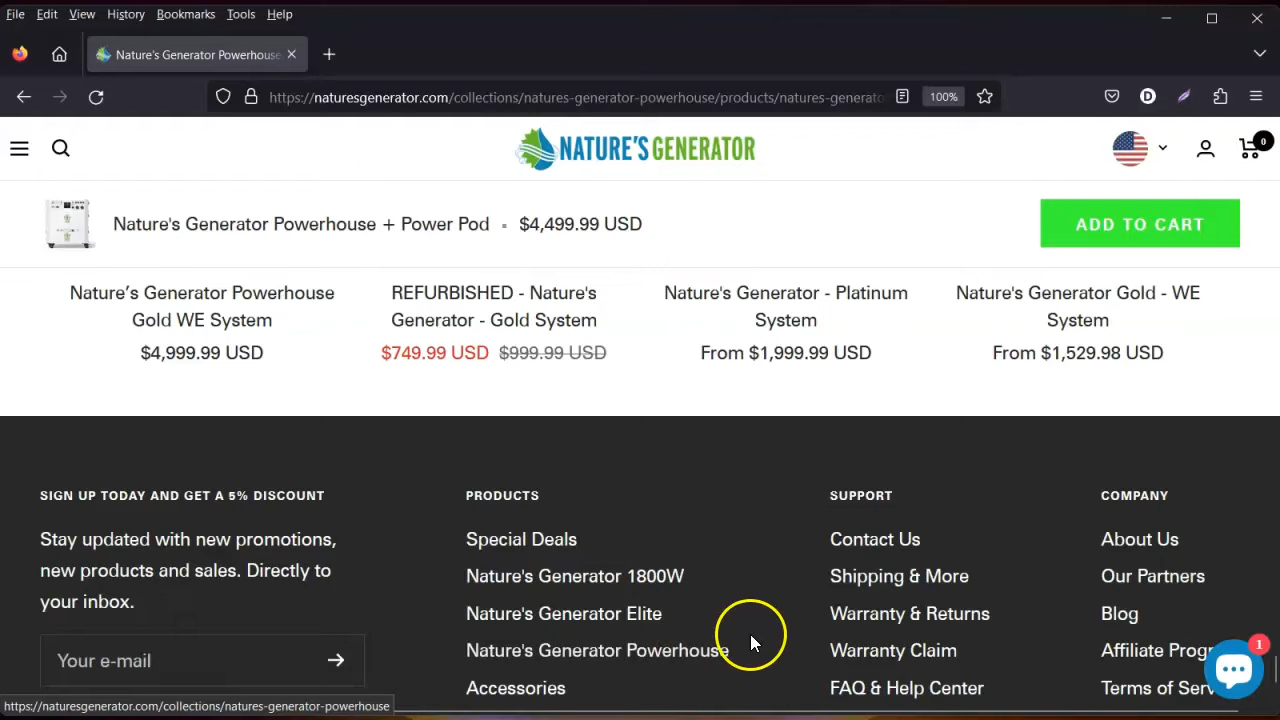 File Edit View History Bookmarks Tools Help
Nature's Generator Powerhouse
https://naturesgenerator.com/collections/natures-generator-powerhouse/products/natures-generato
100%
D
NATURE'S GENERATOR
0
Nature's Generator Powerhouse + Power Pod ▪ $4,499.99 USD
ADD TO CART
Nature’s Generator Powerhouse
Gold WE System
$4,999.99 USD
REFURBISHED - Nature's
Generator - Gold System
$749.99 USD $999.99 USD
Nature's Generator - Platinum
System
From $1,999.99 USD
Nature's Generator Gold - WE
System
From $1,529.98 USD
SIGN UP TODAY AND GET A 5% DISCOUNT
Stay updated with new promotions,
new products and sales. Directly to
your inbox.
Your e-mail
PRODUCTS
Special Deals
Nature's Generator 1800W
Nature's Generator Elite
Nature's Generator Powerhouse
Accessories
SUPPORT
Contact Us
Shipping & More
Warranty & Returns
Warranty Claim
FAQ & Help Center
COMPANY
About Us
Our Partners
Blog
Affiliate Progr
Terms of Serv
1
https://naturesgenerator.com/collections/natures-generator-powerhouse